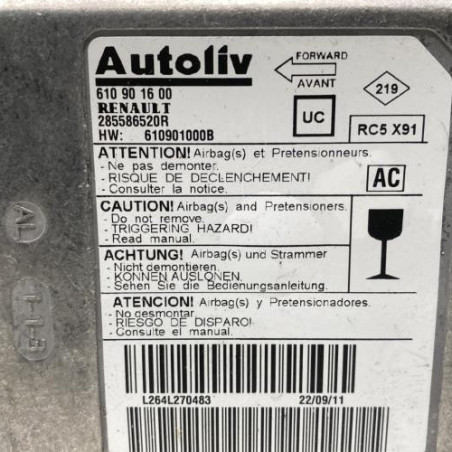 Autoliv
FORWARD
AVANT
219
610 90 16 00
RENAULT
285586520R
HW: 610901000B
UC
RC5 X91
ATTENTION! Airbag(s) et Pretensionneurs.
- Ne pas demonter.
- RISQUE DE DECLENCHEMENT!
- Consulter la notice.
AC
CAUTION! Airbag(s) and Pretensioners.
- Do not remove.
- TRIGGERING HAZARD!
- Read manual.
ACHTUNG! Airbag(s) und Strammer
- Nicht demontieren.
- KONNEN AUSLONEN.
- Sehen Sie die Bedienungsanleitung.
ATENCION! Airbag(s) y Pretensionadores.
- No desmontar.
- RIESGO DE DISPARO!
- Consulte el manual.
L264L270483
22/09/11
AL